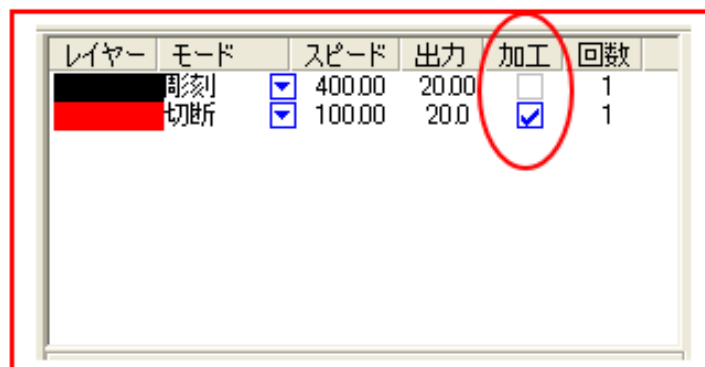 レイヤー モード スピード 出力 加工 回数
彫刻 400.00 20.00 1
切断 100.00 20.0 1